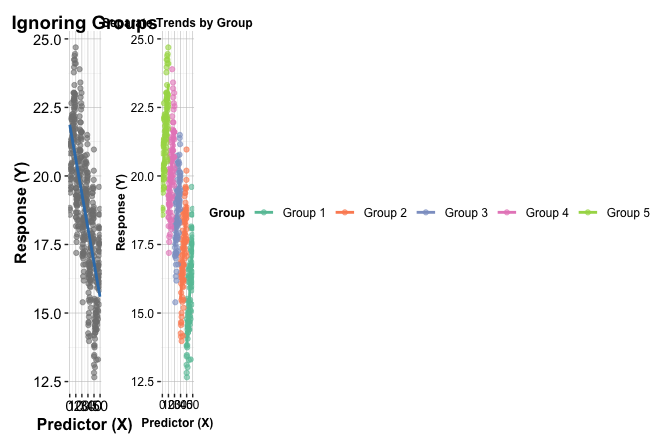 Ignoring Groups
Separate Trends by Group
25.0
22.5
20.0
17.5
15.0
12.5
Response (Y)
Predictor (X)
25.0
22.5
20.0
17.5
15.0
12.5
Response (Y)
Predictor (X)
Group
Group 1
Group 2
Group 3
Group 4
Group 5